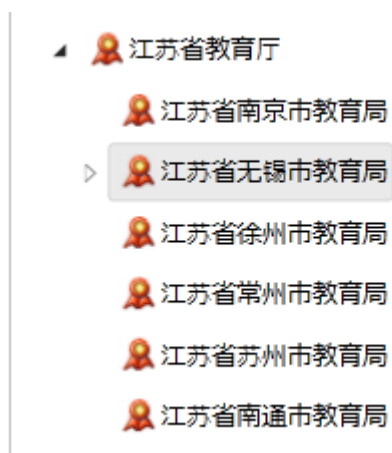 江苏省教育厅
江苏省南京市教育局
江苏省无锡市教育局
江苏省徐州市教育局
江苏省常州市教育局
江苏省苏州市教育局
江苏省南通市教育局